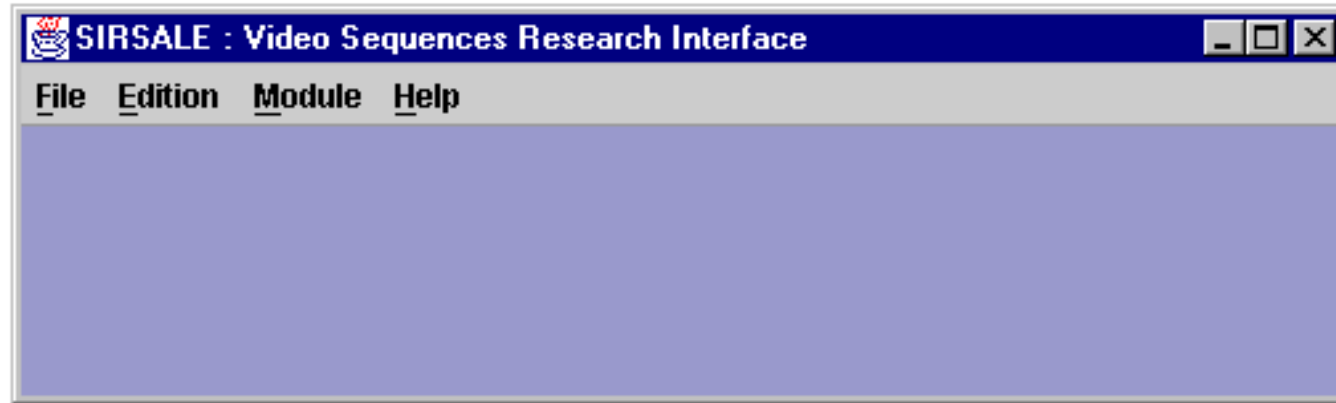 SIRSALE : Video Sequences Research Interface
File Edition Module Help